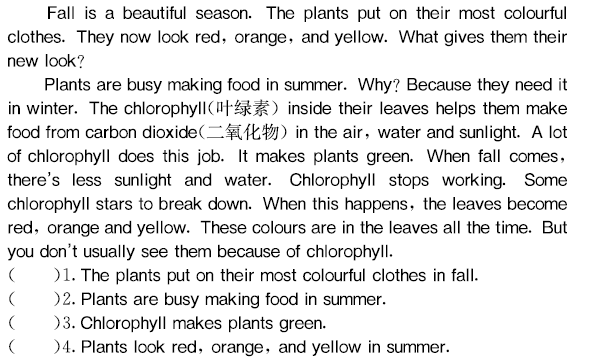 Fall is a beautiful season. The plants put on their most colourful
clothes. They now look red, orange, and yellow. What gives them their
new look?
Plants are busy making food in summer. Why? Because they need it
in winter. The chlorophyll(叶绿素) inside their leaves helps them make
food from carbon dioxide(二氧化物) in the air, water and sunlight. A lot
of chlorophyll does this job. It makes plants green. When fall comes,
there's less sunlight and water. Chlorophyll stops working. Some
chlorophyll stars to break down. When this happens, the leaves become
red, orange and yellow. These colours are in the leaves all the time. But
you don't usually see them because of chlorophyll.
( )1. The plants put on their most colourful clothes in fall.
( )2. Plants are busy making food in summer.
( )3. Chlorophyll makes plants green.
( )4. Plants look red, orange, and yellow in summer.